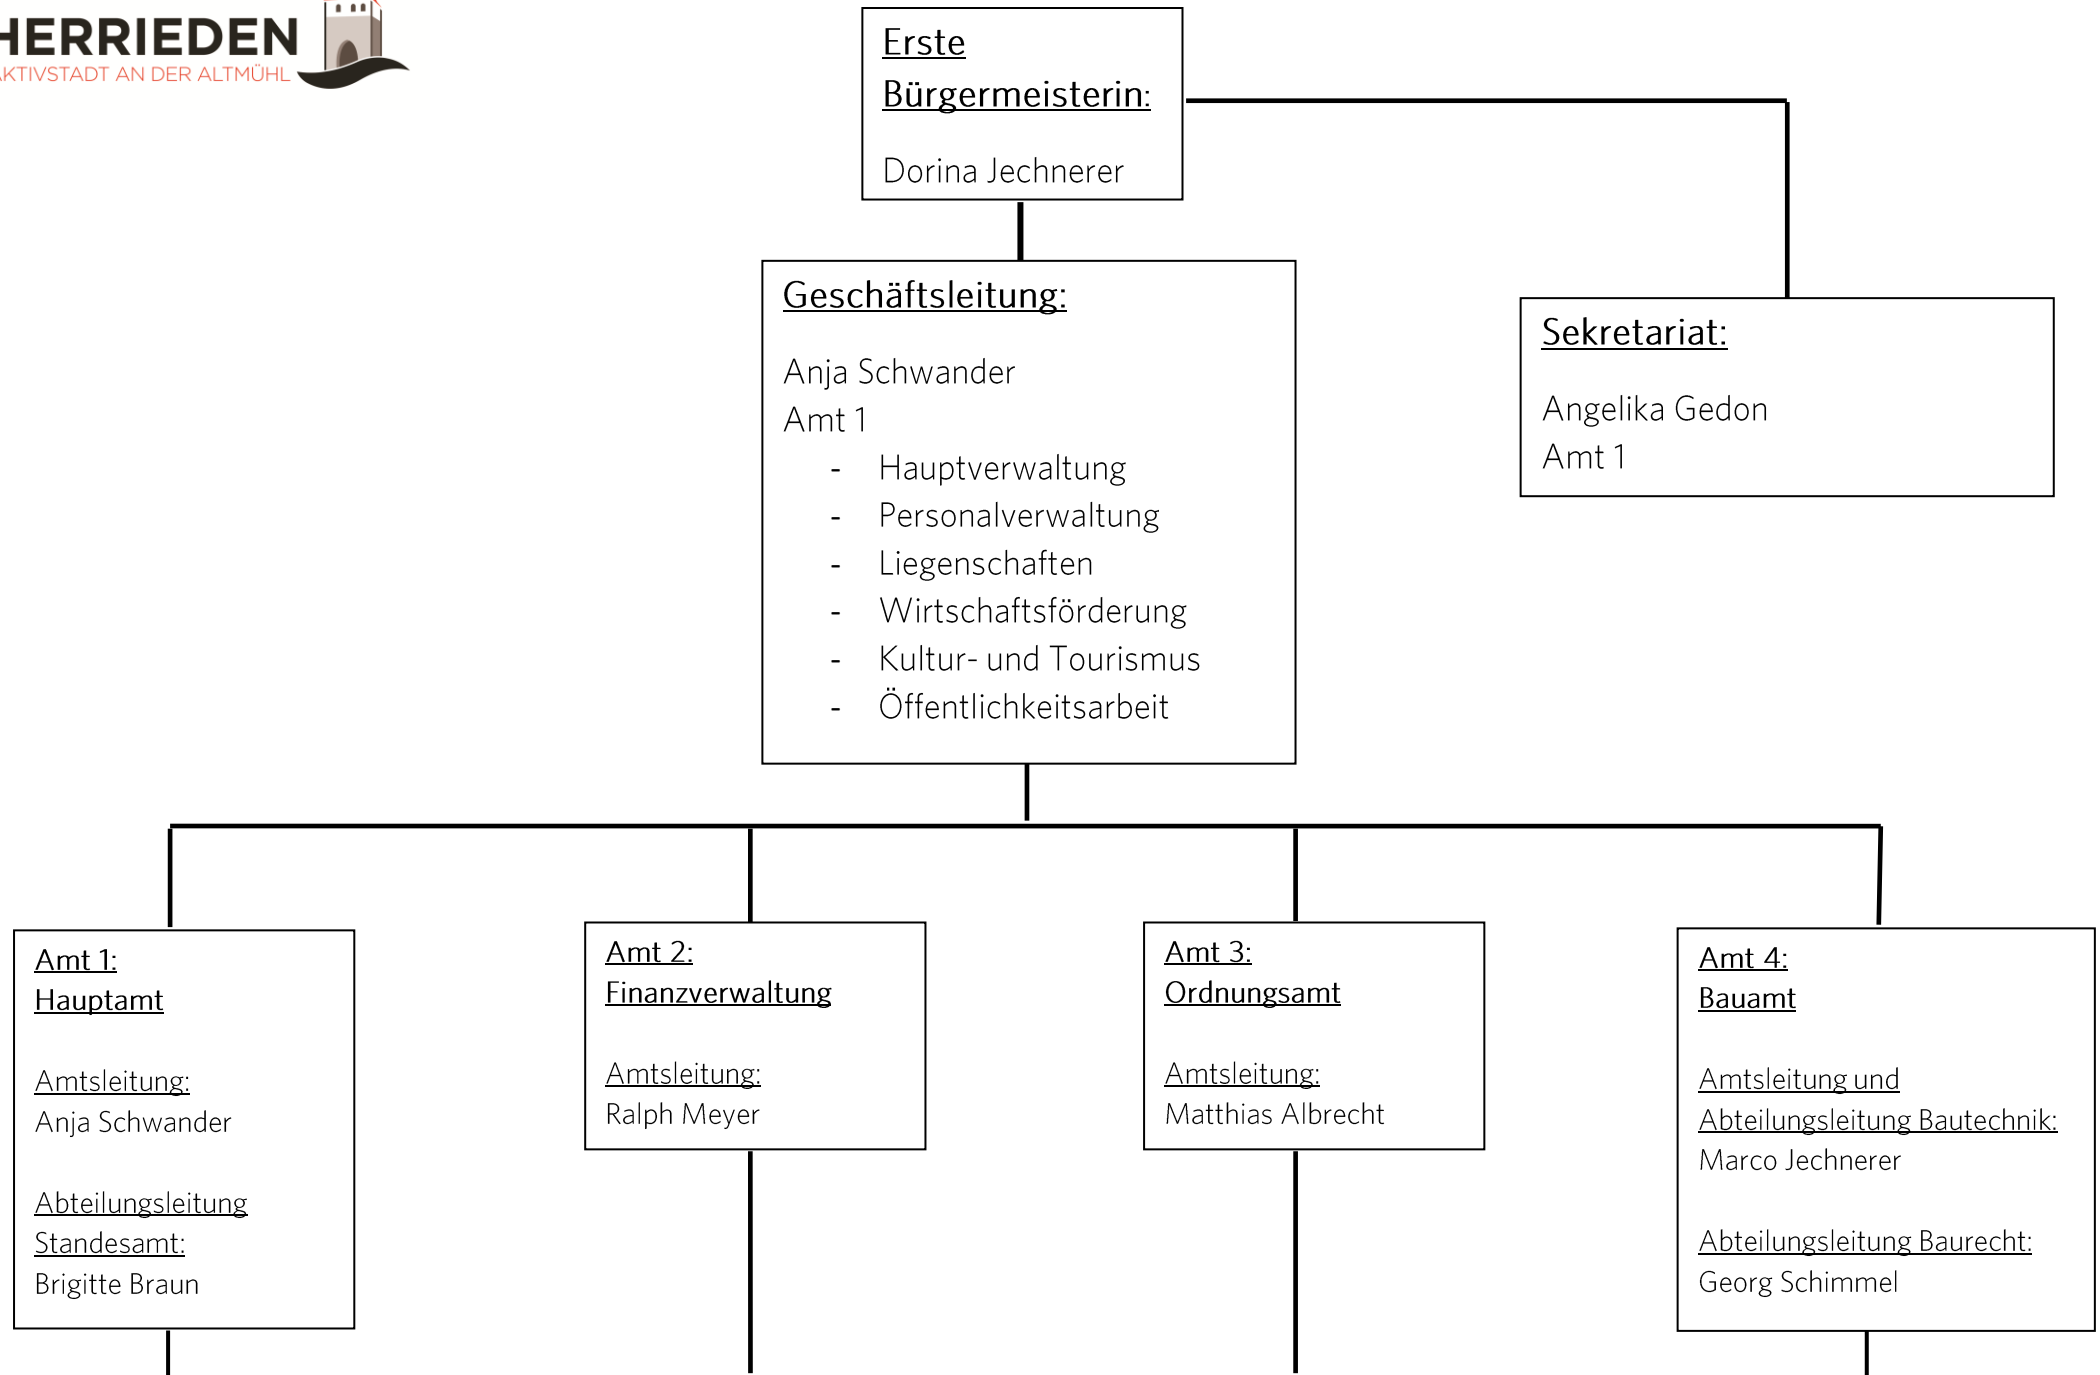 HERRIEDEN
AKTIVSTADT AN DER ALTMÜHL
Erste
Bürgermeisterin:
Dorina Jechnerer
Geschäftsleitung:
Anja Schwander
Amt 1
- Hauptverwaltung
- Personalverwaltung
- Liegenschaften
- Wirtschaftsförderung
- Kultur- und Tourismus
- Öffentlichkeitsarbeit
Sekretariat:
Angelika Gedon
Amt 1
Amt 1:
Hauptamt
Amtsleitung:
Anja Schwander
Abteilungsleitung
Standesamt:
Brigitte Braun
Amt 2:
Finanzverwaltung
Amtsleitung:
Ralph Meyer
Amt 3:
Ordnungsamt
Amtsleitung:
Matthias Albrecht
Amt 4:
Bauamt
Amtsleitung und
Abteilungsleitung Bautechnik:
Marco Jechnerer
Abteilungsleitung Baurecht:
Georg Schimmel